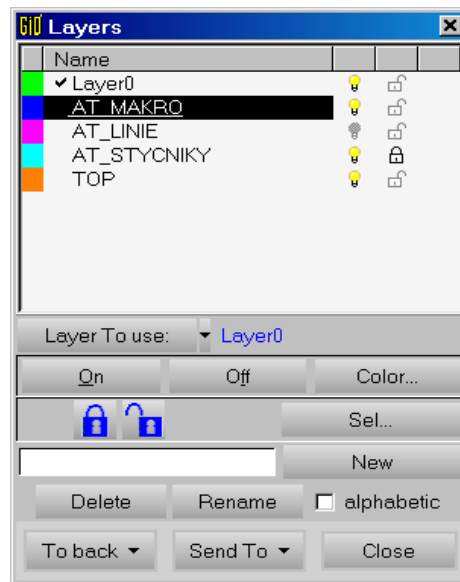 GiD Layers
Name
Layer0
AT_MAKRO
AT_LINIE
AT_STYCNIKY
TOP
Layer To use: Layer0
On Off Color...
Sel...
New
Delete Rename alphabetic
To back Send To Close